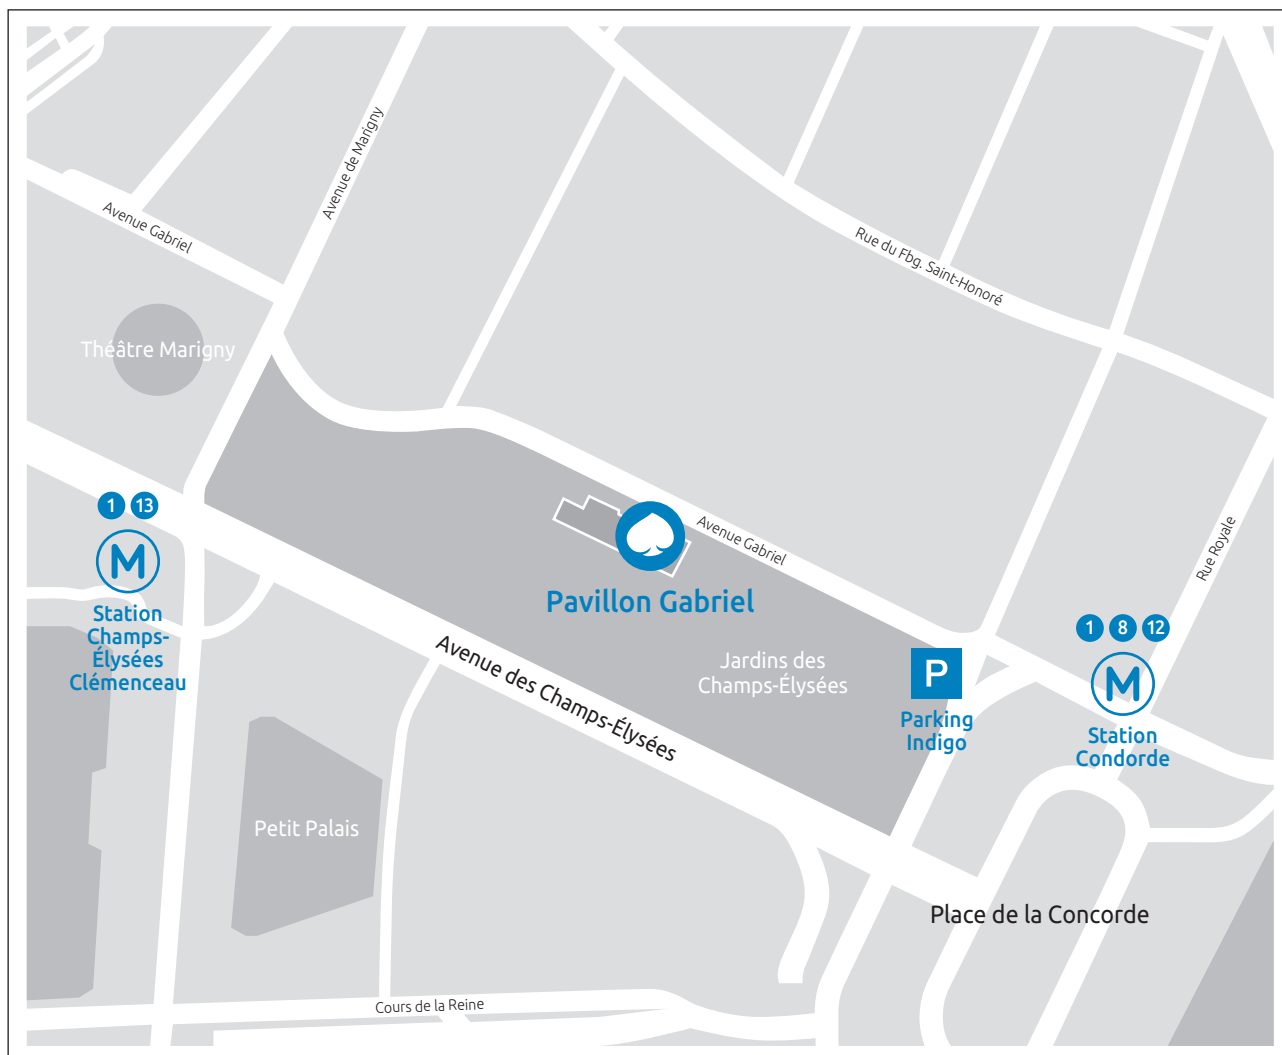 Avenue de Marigny
Avenue Gabriel
Rue du Fbg. Saint-Honoré
Théâtre Marigny
1 13
M
Station
Champs-
Élysées
Clémenceau
Avenue Gabriel
Rue Royale
Pavillon Gabriel
1 8 12
M
Station
Condorde
Avenue des Champs-Élysées
Jardins des
Champs-Élysées
P
Parking
Indigo
Petit Palais
Place de la Concorde
Cours de la Reine